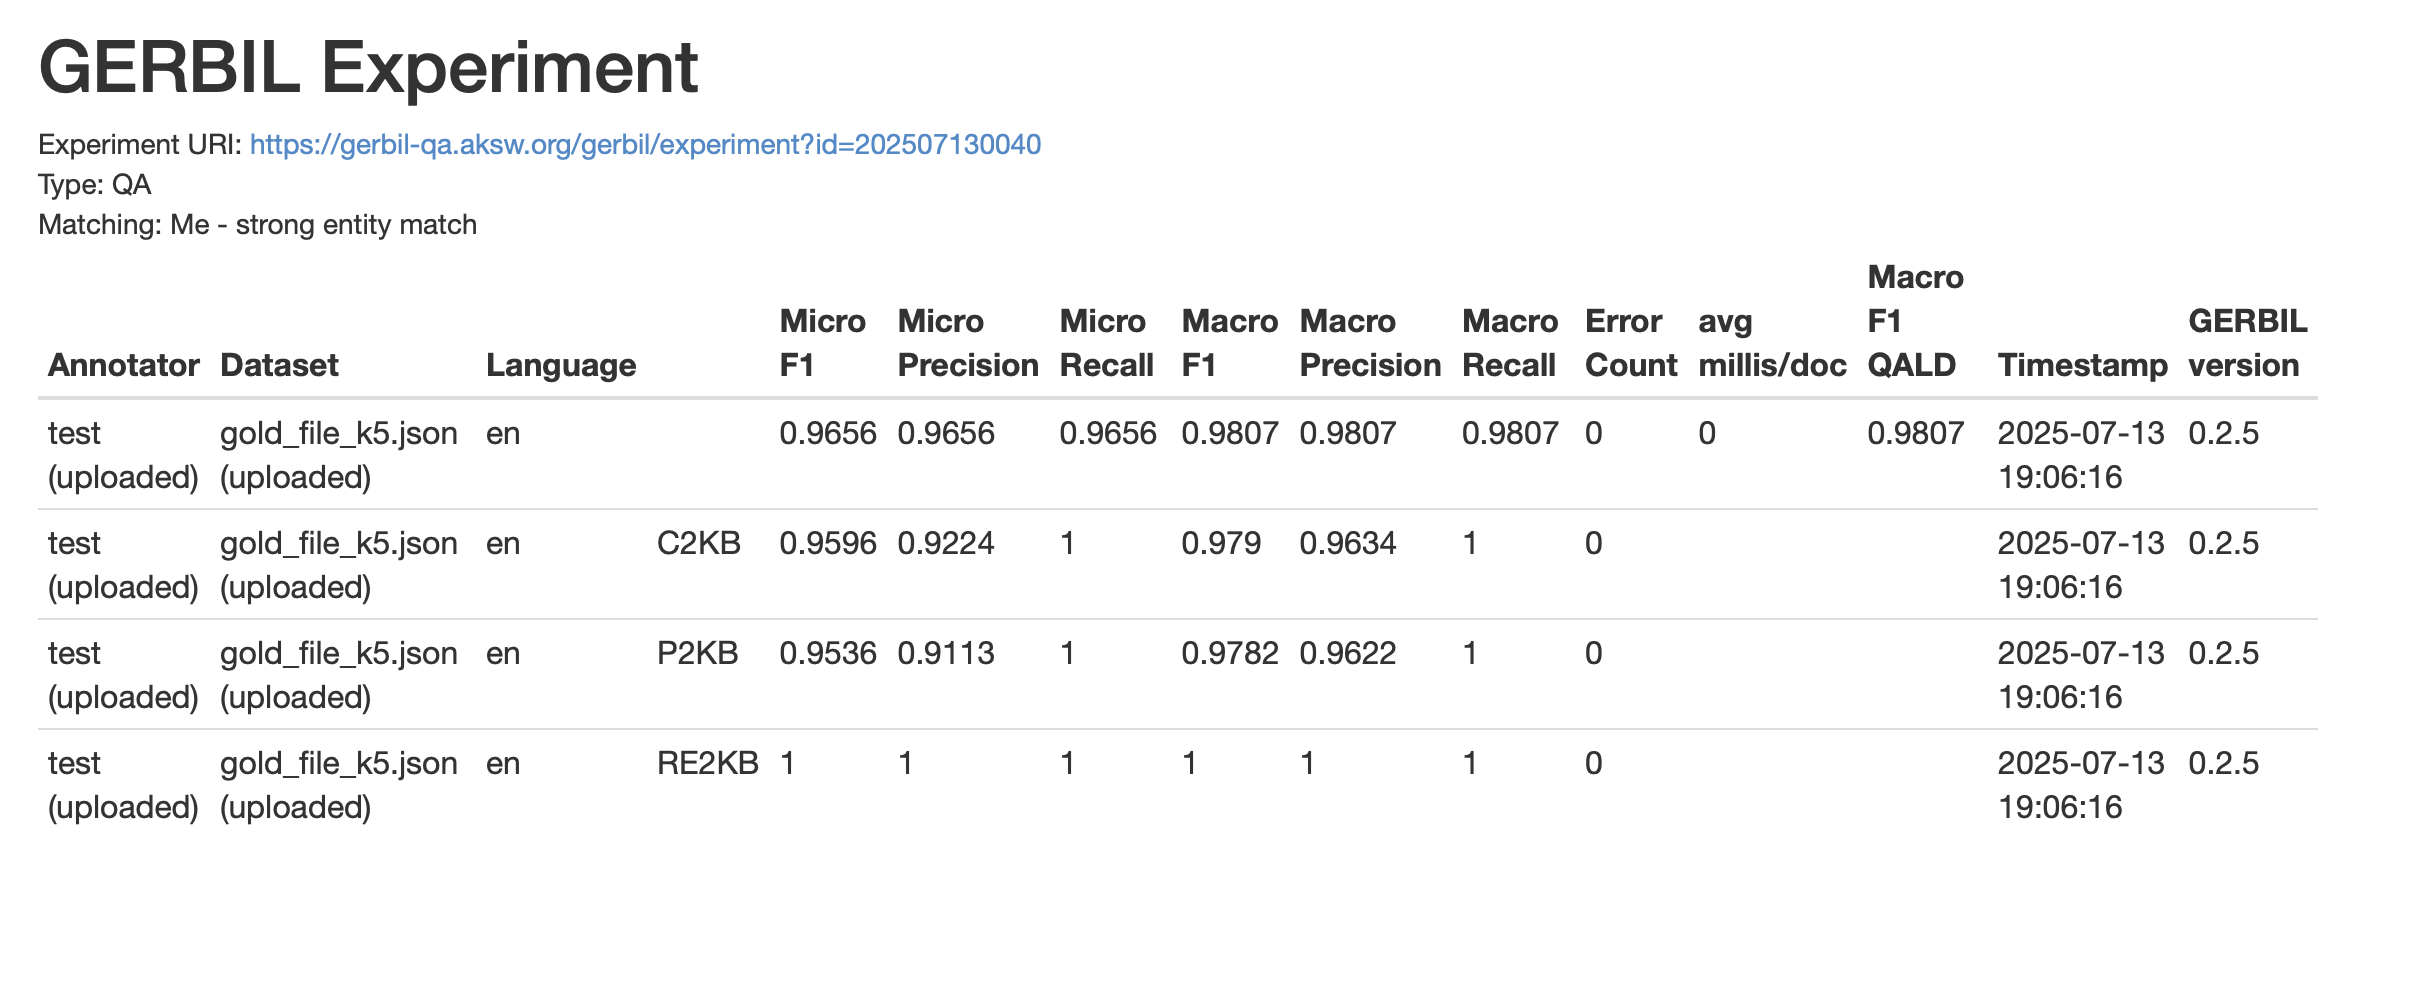 GERBIL Experiment
Experiment URI: https://gerbil-qa.aksw.org/gerbil/experiment?id=202507130040
Type: QA
Matching: Me - strong entity match
Annotator Dataset Language Micro F1 Micro Precision Micro Recall Macro F1 Macro Precision Macro Recall Error Count avg millis/doc Macro F1 QALD Timestamp GERBIL version
test gold_file_k5.json en 0.9656 0.9656 0.9656 0.9807 0.9807 0.9807 0 0 0.9807 2025-07-13 0.2.5
(uploaded) (uploaded) 19:06:16
test gold_file_k5.json en C2KB 0.9596 0.9224 1 0.979 0.9634 1 0 2025-07-13 0.2.5
(uploaded) (uploaded) 19:06:16
test gold_file_k5.json en P2KB 0.9536 0.9113 1 0.9782 0.9622 1 0 2025-07-13 0.2.5
(uploaded) (uploaded) 19:06:16
test gold_file_k5.json en RE2KB 1 1 1 1 1 1 0 2025-07-13 0.2.5
(uploaded) (uploaded) 19:06:16